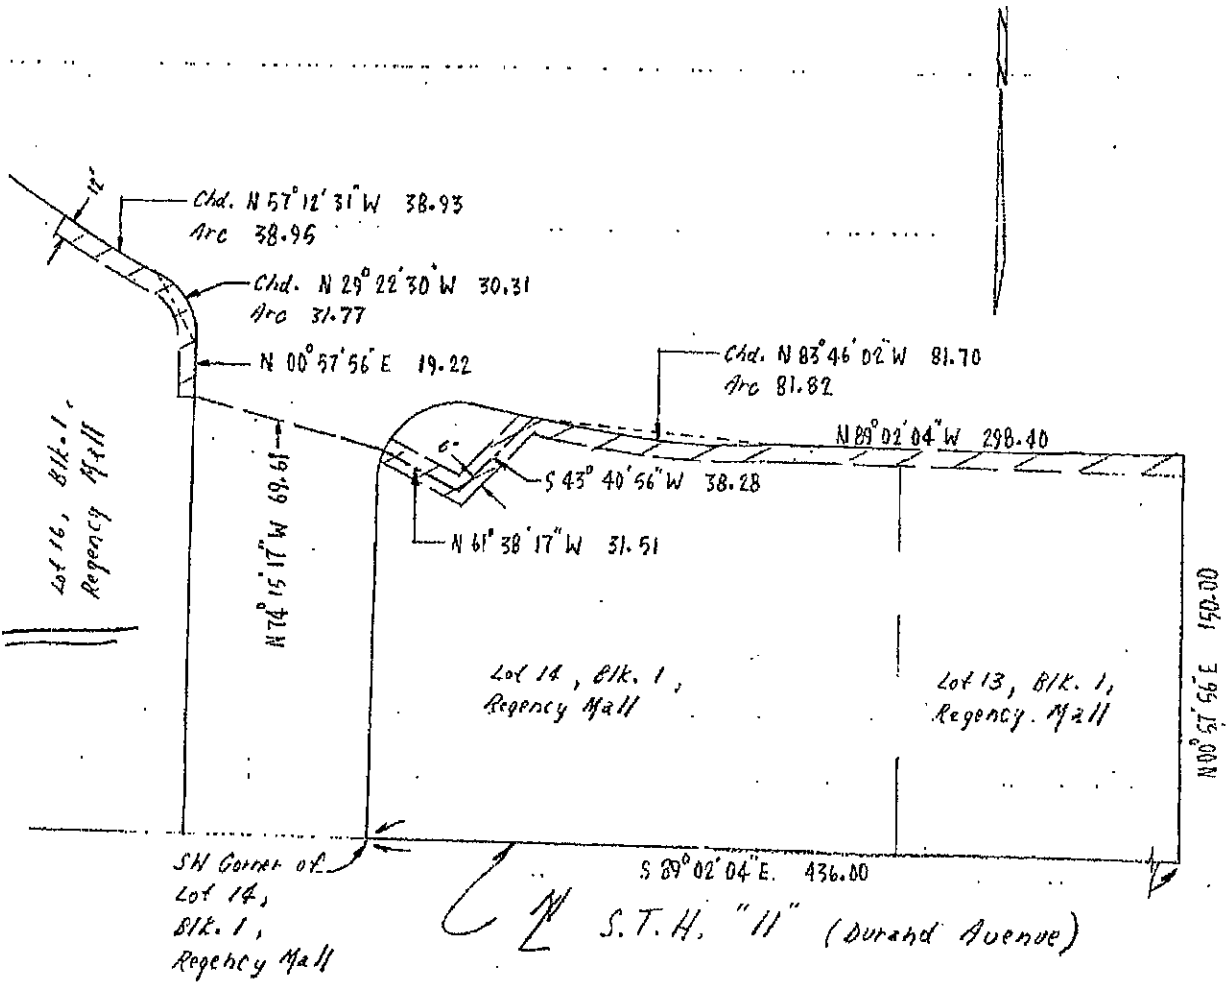 N
12'
Chd. N 57° 12' 31" W 38.93
Arc 38.95
Chd. N 29° 22' 30" W 30.31
Arc 31.77
N 00° 57' 56" E 19.22
Chd. N 83° 46' 02" W 81.70
Arc 81.82
N 89° 02' 04" W 298.40
6'
S 43° 40' 56" W 38.28
N 61° 38' 17" W 31.51
N 74° 15' 17" W 69.61
Lot 16, Blk. 1,
Regency Mall
Lot 14, Blk. 1,
Regency Mall
Lot 13, Blk. 1,
Regency Mall
N 00° 57' 56" E 150.00
S 89° 02' 04" E. 436.00
SW Corner of
Lot 14,
Blk. 1,
Regency Mall
S.T.H. "11" (Durand Avenue)